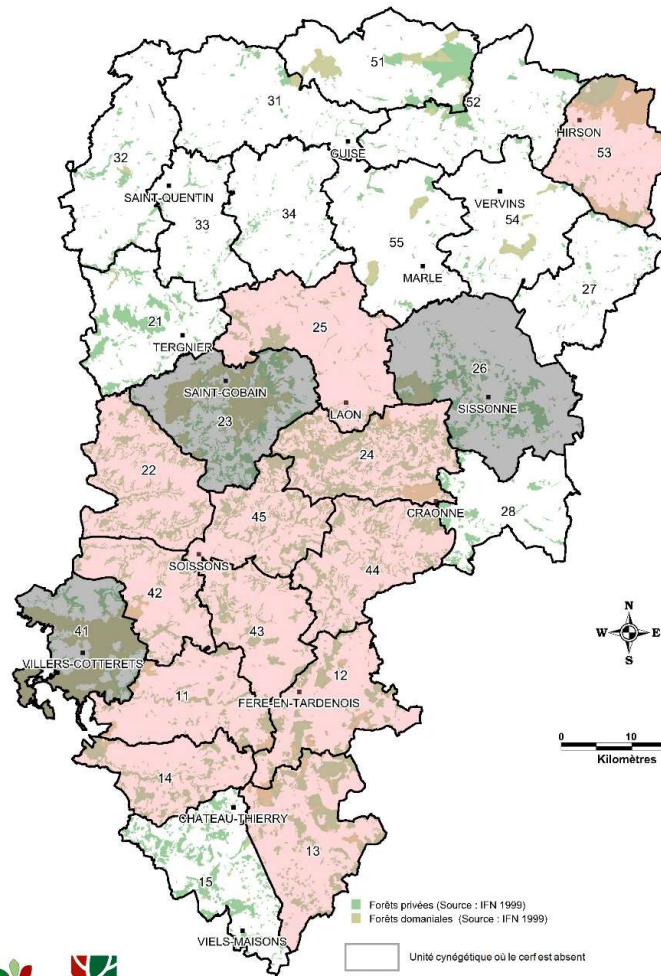 51
31
52
HIRSON
53
GUISE
32
SAINT-QUENTIN
33
34
VERVINS
54
55
MARLE
27
21
TERGNIER
25
26
SAINT-GOBAIN
23
LAON
SISSONNE
22
24
CRAONNE
28
45
SOISSONS
44
42
43
41
VILLERS-COTTERETS
N
W E
S
12
11
FERE-EN-TARDENOIS
0 10
Kilomètres
14
CHATEAU-THIERRY
13
15
VIELS-MAISONS
Forêts privées (Source : IFN 1999)
Forêts domaniales (Source : IFN 1999)
Unité cynégétique où le cerf est absent